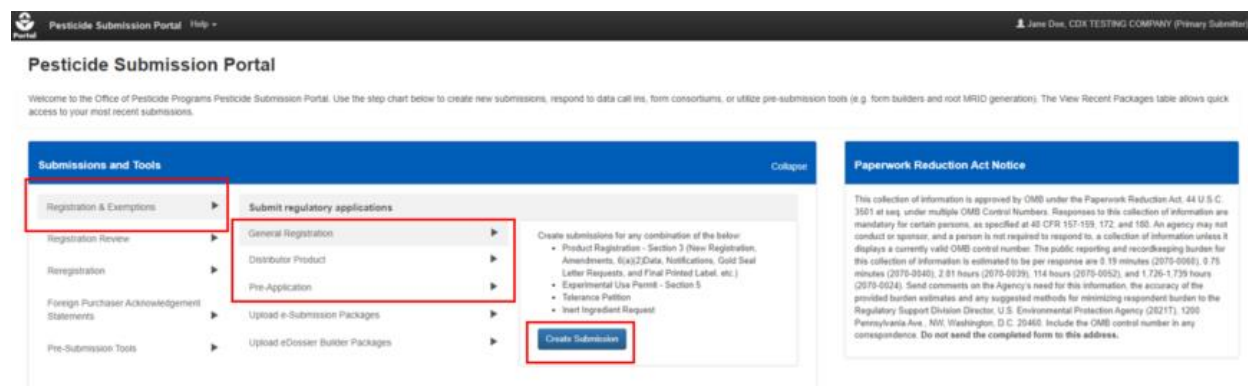 Portal
Pesticide Submission Portal Help
Jane Doe, CDX TESTING COMPANY (Primary Submitter)
Pesticide Submission Portal
Welcome to the Office of Pesticide Programs Pesticide Submission Portal. Use the step chart below to create new submissions, respond to data call ins, form consortiums, or utilize pre-submission tools (e.g. form builders and root MRID generation). The View Recent Packages table allows quick
access to your most recent submissions.
Submissions and Tools
Collapse
Registration & Exemptions
Registration Review
Reregistration
Foreign Purchaser Acknowledgement
Statements
Pre-Submission Tools
Submit regulatory applications
General Registration
Distributor Product
Pre-Application
Upload e-Submission Packages
Upload eDossier Builder Packages
Create submissions for any combination of the below:
• Product Registration - Section 3 (New Registration,
Amendments, 6(a)(2)Data, Notifications, Gold Seal
Letter Requests, and Final Printed Label, etc.)
• Experimental Use Permit - Section 5
• Tolerance Petition
• Inert Ingredient Request
Create Submission
Paperwork Reduction Act Notice
This collection of information is approved by OMB under the Paperwork Reduction Act, 44 U.S.C.
3501 et seq. under multiple OMB Control Numbers. Responses to this collection of information are
mandatory for certain persons, as specified at 40 CFR 157-159, 172, and 160. An agency may not
conduct or sponsor, and a person is not required to respond to, a collection of information unless it
displays a currently valid OMB control number. The public reporting and recordkeeping burden for
this collection of information is estimated to be per response are 0.19 minutes (2070-0060), 0.75
minutes (2070-0040), 2.01 hours (2070-0039), 114 hours (2070-0052), and 1,726-1,739 hours
(2070-0024). Send comments on the Agency's need for this information, the accuracy of the
provided burden estimates and any suggested methods for minimizing respondent burden to the
Regulatory Support Division Director, U.S. Environmental Protection Agency (2821T), 1200
Pennsylvania Ave., NW, Washington, D.C. 20460. Include the OMB control number in any
correspondence. Do not send the completed form to this address.